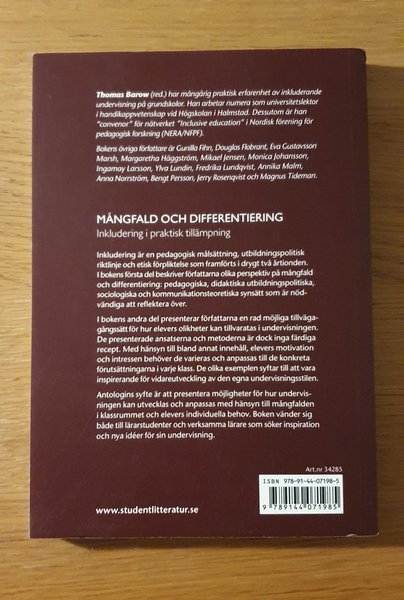 Thomas Barow (red.) har mångårig praktisk erfarenhet av inkluderande
undervisning på grundskolor. Han arbetar numera som universitetslektor
i handikappvetenskap vid Högskolan i Halmstad. Dessutom är han
"convenor" för nätverket "Inclusive education" i Nordisk förening för
pedagogisk forskning (NERA/NFPF).
Bokens övriga författare är Gunilla Fihn, Douglas Flobrant, Eva Gustavsson
Marsh, Margaretha Häggström, Mikael Jensen, Monica Johansson,
Ingamay Larsson, Ylva Lundin, Fredrika Lundqvist, Annika Malm,
Anna Norrström, Bengt Persson, Jerry Rosenqvist och Magnus Tideman.
MÅNGFALD OCH DIFFERENTIERING
Inkludering i praktisk tillämpning
Inkludering är en pedagogisk målsättning, utbildningspolitisk
riktlinje och etisk förpliktelse som framförts i drygt två årtionden.
I bokens första del beskriver författarna olika perspektiv på mångfald
och differentiering: pedagogiska, didaktiska utbildningspolitiska,
sociologiska och kommunikationsteoretiska synsätt som är nöd-
vändiga att reflektera över.
I bokens andra del presenterar författarna en rad möjliga tillväga-
gångssätt för hur elevers olikheter kan tillvaratas i undervisningen.
De presenterade ansatserna och metoderna är dock inga färdiga
recept. Med hänsyn till bland annat innehåll, elevers motivation
och intressen behöver de varieras och anpassas till de konkreta
förutsättningarna i varje klass. De olika exemplen syftar till att vara
inspirerande för vidareutveckling av den egna undervisningsstilen.
Antologins syfte är att presentera möjligheter för hur undervis-
ningen kan utvecklas och anpassas med hänsyn till mångfalden
i klassrummet och elevers individuella behov. Boken vänder sig
både till lärarstudenter och verksamma lärare som söker inspiration
och nya idéer för sin undervisning.
Art.nr 34285
ISBN 978-91-44-07198-5
9 789144 071985
www.studentlitteratur.se